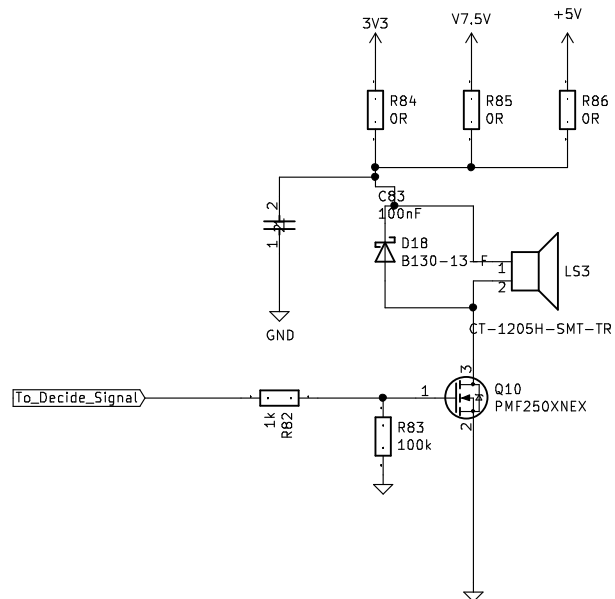 3V3
V7.5V
+5V
R84
0R
R85
0R
R86
0R
C83
100nF
2
1
D18
B130-13-F
1
2
LS3
GND
CT-1205H-SMT-TR
3
To_Decide_Signal
1k
R82
1
Q10
PMF250XNEX
2
R83
100k